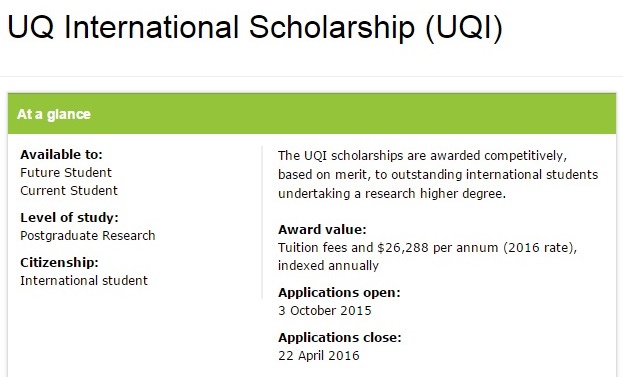 UQ International Scholarship (UQI)
At a glance
Available to:
Future Student
Current Student
Level of study:
Postgraduate Research
Citizenship:
International student
The UQI scholarships are awarded competitively,
based on merit, to outstanding international students
undertaking a research higher degree.
Award value:
Tuition fees and $26,288 per annum (2016 rate),
indexed annually
Applications open:
3 October 2015
Applications close:
22 April 2016